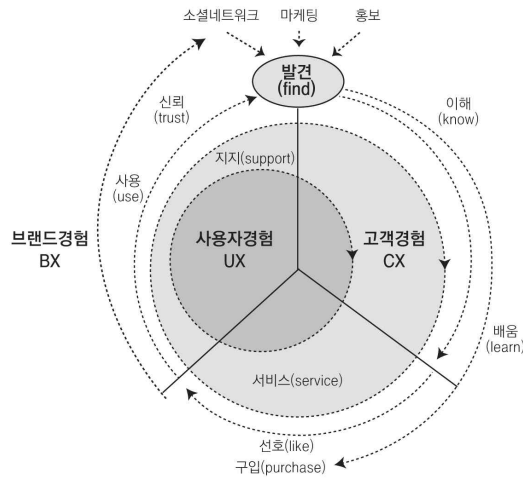 소셜네트워크
마케팅
홍보
발견
(find)
신뢰
(trust)
이해
(know)
지지(support)
사용
(use)
브랜드경험
BX
사용자경험
UX
고객경험
CX
배움
(learn)
서비스(service)
선호(like)
구입(purchase)